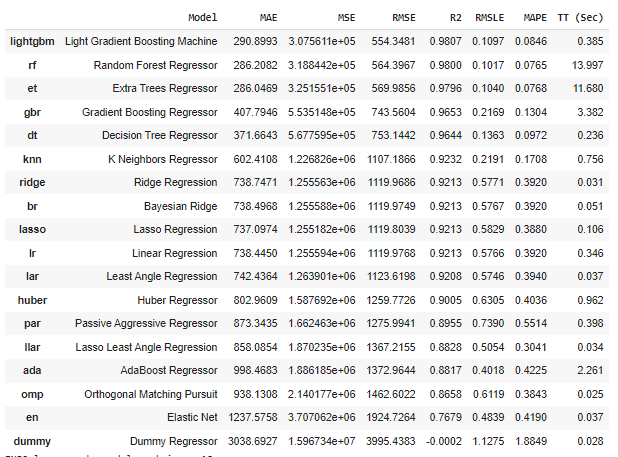 Model MAE MSE RMSE R2 RMSLE MAPE TT (Sec)
lightgbm Light Gradient Boosting Machine 290.8993 3.075611e+05 554.3481 0.9807 0.1097 0.0846 0.385
rf Random Forest Regressor 286.2082 3.188442e+05 564.3967 0.9800 0.1017 0.0765 13.997
et Extra Trees Regressor 286.0469 3.251551e+05 569.9856 0.9796 0.1040 0.0768 11.680
gbr Gradient Boosting Regressor 407.7946 5.535148e+05 743.5604 0.9653 0.2169 0.1304 3.382
dt Decision Tree Regressor 371.6643 5.677595e+05 753.1442 0.9644 0.1363 0.0972 0.236
knn K Neighbors Regressor 602.4108 1.226826e+06 1107.1866 0.9232 0.2191 0.1708 0.756
ridge Ridge Regression 738.7471 1.255563e+06 1119.9686 0.9213 0.5771 0.3920 0.031
br Bayesian Ridge 738.4968 1.255588e+06 1119.9749 0.9213 0.5767 0.3920 0.051
lasso Lasso Regression 737.0974 1.255182e+06 1119.8039 0.9213 0.5829 0.3880 0.106
lr Linear Regression 738.4450 1.255594e+06 1119.9768 0.9213 0.5766 0.3920 0.346
lar Least Angle Regression 742.4364 1.263901e+06 1123.6198 0.9208 0.5746 0.3940 0.037
huber Huber Regressor 802.9609 1.587692e+06 1259.7726 0.9005 0.6305 0.4036 0.962
par Passive Aggressive Regressor 873.3435 1.662463e+06 1275.9941 0.8955 0.7390 0.5514 0.398
llar Lasso Least Angle Regression 858.0854 1.870235e+06 1367.2155 0.8828 0.5054 0.3041 0.034
ada AdaBoost Regressor 998.4683 1.886185e+06 1372.9644 0.8817 0.4018 0.4225 2.261
omp Orthogonal Matching Pursuit 938.1308 2.140177e+06 1462.6022 0.8658 0.6119 0.3843 0.025
en Elastic Net 1237.5758 3.707062e+06 1924.7264 0.7679 0.4839 0.4190 0.037
dummy Dummy Regressor 3038.6927 1.596734e+07 3995.4383 -0.0002 1.1275 1.8849 0.028